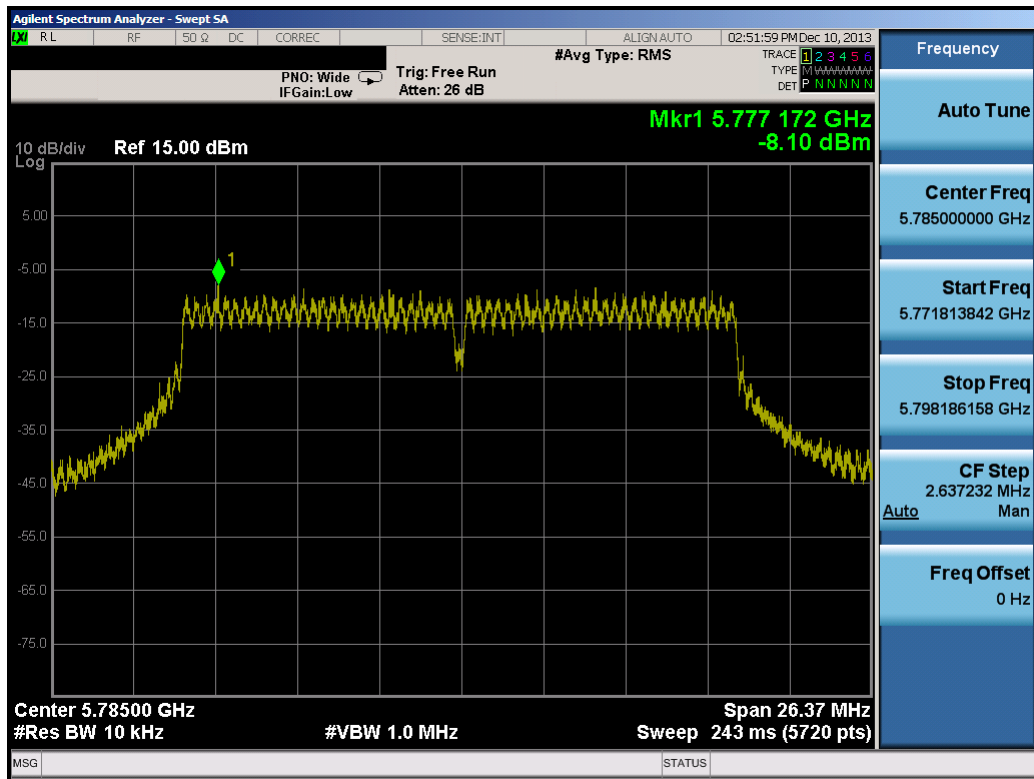 Agilent Spectrum Analyzer - Swept SA
LXI RL RF 50 Ω DC CORREC SENSE:INT ALIGN AUTO 02:51:59 PM Dec 10, 2013
Frequency
#Avg Type: RMS
TRACE 1 2 3 4 5 6
PNO: Wide Trig: Free Run
TYPE M W W W W W
IFGain:Low Atten: 26 dB
DET P N N N N N
Auto Tune
Mkr1 5.777 172 GHz
10 dB/div Ref 15.00 dBm -8.10 dBm
Log
5.00
-5.00
1
-15.0
-25.0
-35.0
-45.0
-55.0
-65.0
-75.0
Center Freq
5.785000000 GHz
Start Freq
5.771813842 GHz
Stop Freq
5.798186158 GHz
CF Step
2.637232 MHz
Auto Man
Freq Offset
0 Hz
Center 5.78500 GHz Span 26.37 MHz
#Res BW 10 kHz #VBW 1.0 MHz Sweep 243 ms (5720 pts)
MSG STATUS